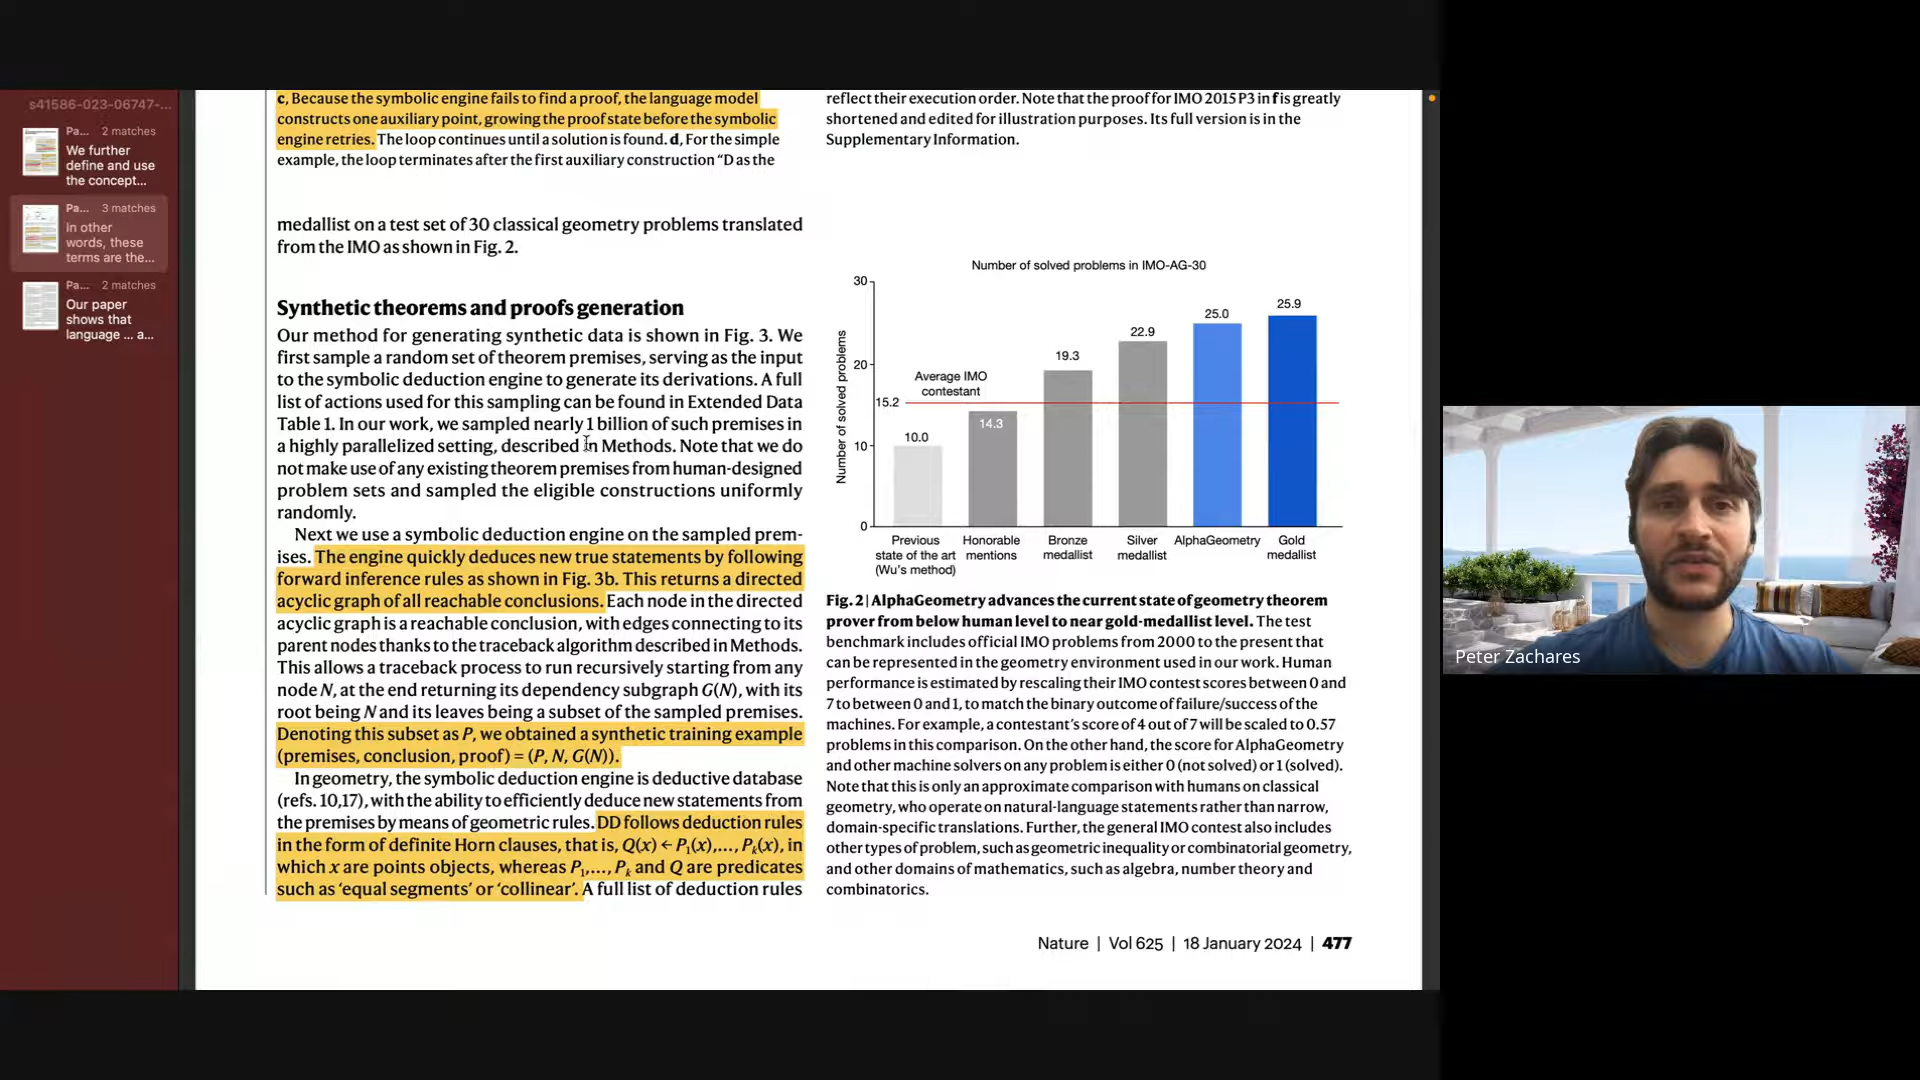 s41586-023-06747-...
Pa... 2 matches
We further
define and use
the concept...
Pa... 3 matches
In other
words, these
terms are the...
Pa... 2 matches
Our paper
shows that
language ... a...
c, Because the symbolic engine fails to find a proof, the language model
constructs one auxiliary point, growing the proof state before the symbolic
engine retries. The loop continues until a solution is found. d, For the simple
example, the loop terminates after the first auxiliary construction “D as the
reflect their execution order. Note that the proof for IMO 2015 P3 in f is greatly
shortened and edited for illustration purposes. Its full version is in the
Supplementary Information.
medallist on a test set of 30 classical geometry problems translated
from the IMO as shown in Fig. 2.
Synthetic theorems and proofs generation
Our method for generating synthetic data is shown in Fig. 3. We
first sample a random set of theorem premises, serving as the input
to the symbolic deduction engine to generate its derivations. A full
list of actions used for this sampling can be found in Extended Data
Table 1. In our work, we sampled nearly 1 billion of such premises in
a highly parallelized setting, described in Methods. Note that we do
not make use of any existing theorem premises from human-designed
problem sets and sampled the eligible constructions uniformly
randomly.
Next we use a symbolic deduction engine on the sampled prem-
ises. The engine quickly deduces new true statements by following
forward inference rules as shown in Fig. 3b. This returns a directed
acyclic graph of all reachable conclusions. Each node in the directed
acyclic graph is a reachable conclusion, with edges connecting to its
parent nodes thanks to the traceback algorithm described in Methods.
This allows a traceback process to run recursively starting from any
node N, at the end returning its dependency subgraph G(N), with its
root being N and its leaves being a subset of the sampled premises.
Denoting this subset as P, we obtained a synthetic training example
(premises, conclusion, proof) = (P, N, G(N)).
In geometry, the symbolic deduction engine is deductive database
(refs. 10,17), with the ability to efficiently deduce new statements from
the premises by means of geometric rules. DD follows deduction rules
in the form of definite Horn clauses, that is, Q(x) ← P₁(x),..., Pₖ(x), in
which x are points objects, whereas P₁,..., Pₖ and Q are predicates
such as ‘equal segments’ or ‘collinear’. A full list of deduction rules
Number of solved problems in IMO-AG-30
Number of solved problems
30
20
15.2
10
0
Average IMO
contestant
10.0
14.3
19.3
22.9
25.0
25.9
Previous
state of the art
(Wu's method)
Honorable
mentions
Bronze
medallist
Silver
medallist
AlphaGeometry
Gold
medallist
Fig. 2 | AlphaGeometry advances the current state of geometry theorem
prover from below human level to near gold-medallist level. The test
benchmark includes official IMO problems from 2000 to the present that
can be represented in the geometry environment used in our work. Human
performance is estimated by rescaling their IMO contest scores between 0 and
7 to between 0 and 1, to match the binary outcome of failure/success of the
machines. For example, a contestant’s score of 4 out of 7 will be scaled to 0.57
problems in this comparison. On the other hand, the score for AlphaGeometry
and other machine solvers on any problem is either 0 (not solved) or 1 (solved).
Note that this is only an approximate comparison with humans on classical
geometry, who operate on natural-language statements rather than narrow,
domain-specific translations. Further, the general IMO contest also includes
other types of problem, such as geometric inequality or combinatorial geometry,
and other domains of mathematics, such as algebra, number theory and
combinatorics.
Nature | Vol 625 | 18 January 2024 | 477
Peter Zachares